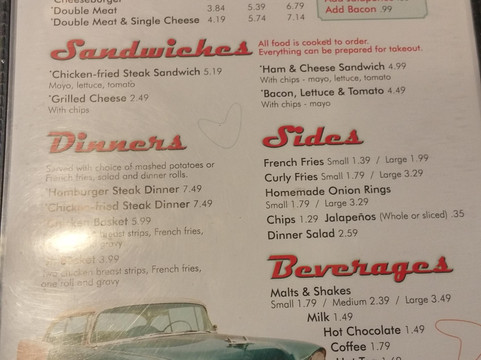 Cheeseburger
*Double Meat 3.84 5.39 6.79
*Double Meat & Single Cheese 4.19 5.74 7.14
Add Bacon .99
Sandwiches
All food is cooked to order.
Everything can be prepared for takeout.
*Chicken-fried Steak Sandwich 5.19
Mayo, lettuce, tomato
*Grilled Cheese 2.49
With chips
*Ham & Cheese Sandwich 4.99
With chips - mayo, lettuce, tomato
*Bacon, Lettuce & Tomato 4.49
With chips - mayo
Dinners
Served with choice of mashed potatoes or
French fries, salad and dinner rolls.
*Hamburger Steak Dinner 7.49
*Chicken-fried Steak Dinner 7.49
Chicken Basket 5.99
breast strips, French fries,
gravy
Basket 3.99
Two chicken breast strips, French fries,
one roll and gravy
Sides
French Fries Small 1.39 / Large 1.99
Curly Fries Small 1.79 / Large 3.29
Homemade Onion Rings
Small 1.79 / Large 3.29
Chips 1.29 Jalapeños (Whole or sliced) .35
Dinner Salad 2.59
Beverages
Malts & Shakes
Small 1.79 / Medium 2.39 / Large 3.49
Milk 1.49
Hot Chocolate 1.49
Coffee 1.79